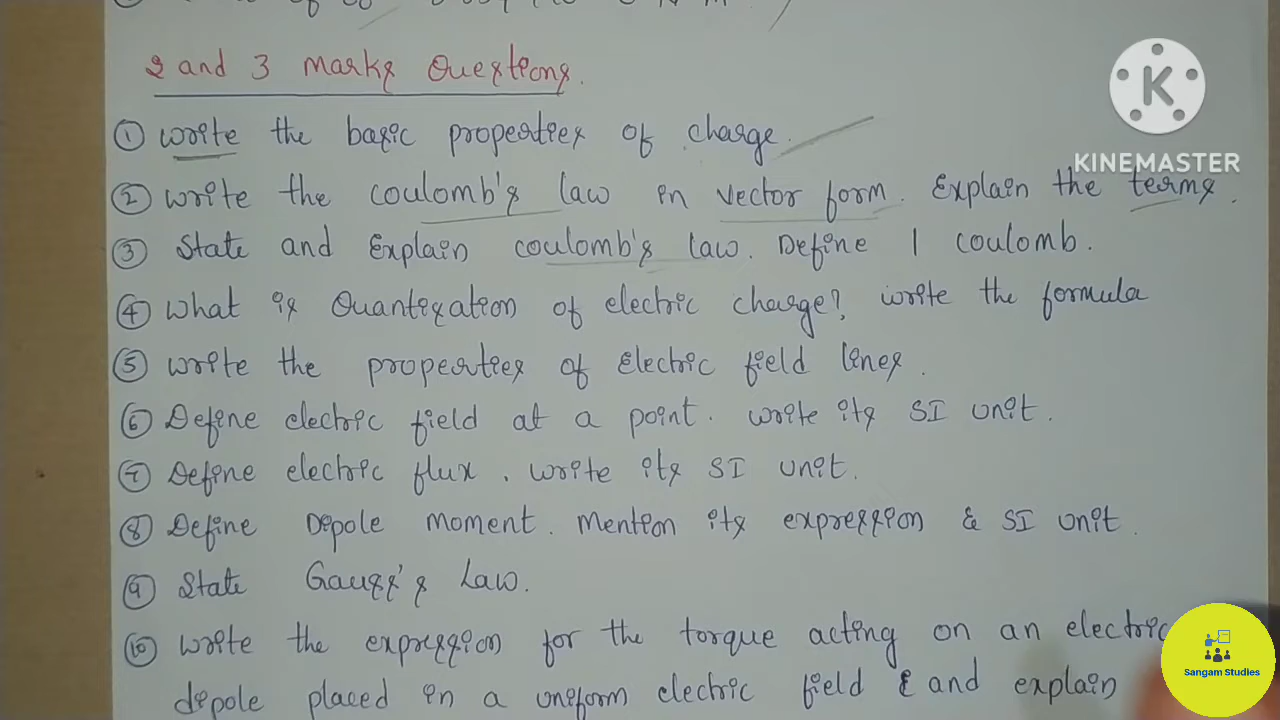 2 and 3 Marks Questions.
① Write the basic properties of charge.
② Write the coulomb's law in vector form. Explain the terms.
③ State and Explain coulomb's law. Define 1 coulomb.
④ What is Quantization of electric charge? Write the formula
⑤ Write the properties of Electric field lines.
⑥ Define electric field at a point. Write its SI unit.
⑦ Define electric flux. Write its SI unit.
⑧ Define Dipole moment. Mention its expression & SI unit.
⑨ State Gauss's Law.
⑩ Write the expression for the torque acting on an electric
dipole placed in a uniform electric field & and explain
KINEMASTER
Sangam Studies